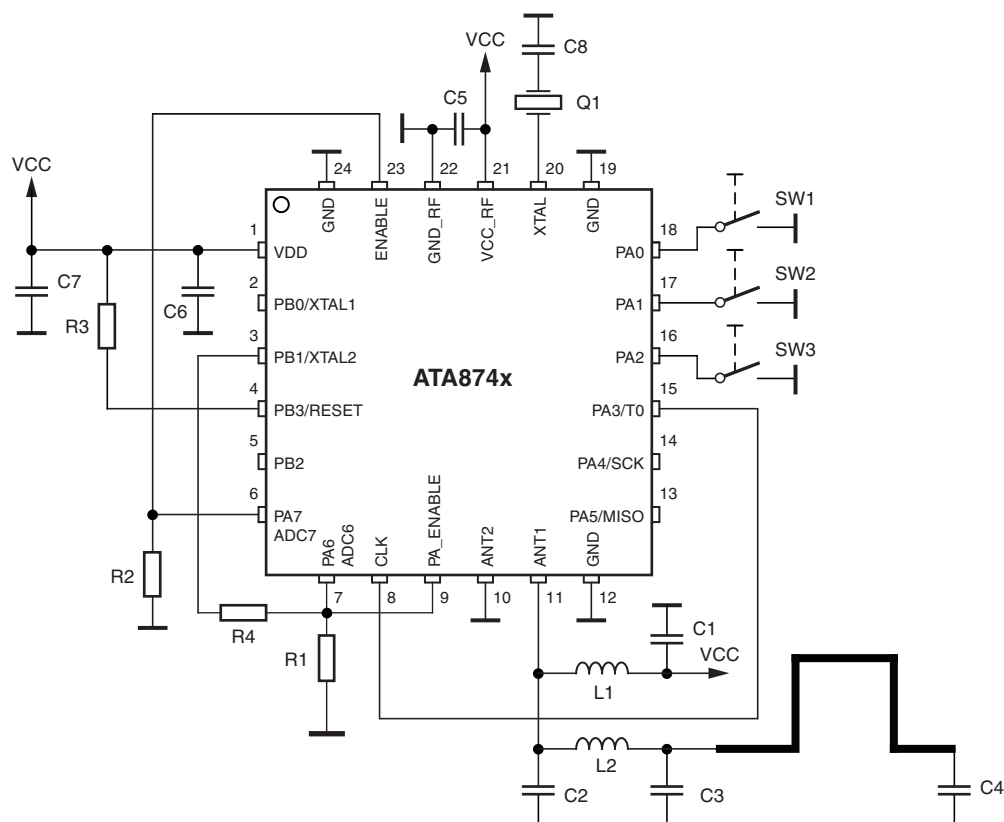 VCC
C8
C5
Q1
VCC
24
23
22
21
20
19
GND
ENABLE
GND_RF
VCC_RF
XTAL
GND
SW1
18
PA0
1
VDD
C7
C6
R3
2
PB0/XTAL1
17
PA1
SW2
3
PB1/XTAL2
16
PA2
SW3
ATA874x
4
PB3/RESET
15
PA3/T0
5
PB2
14
PA4/SCK
6
PA7
ADC7
13
PA5/MISO
PA6
ADC6
CLK
PA_ENABLE
ANT2
ANT1
GND
R2
7
8
9
10
11
12
R4
R1
C1
VCC
L1
L2
C2
C3
C4